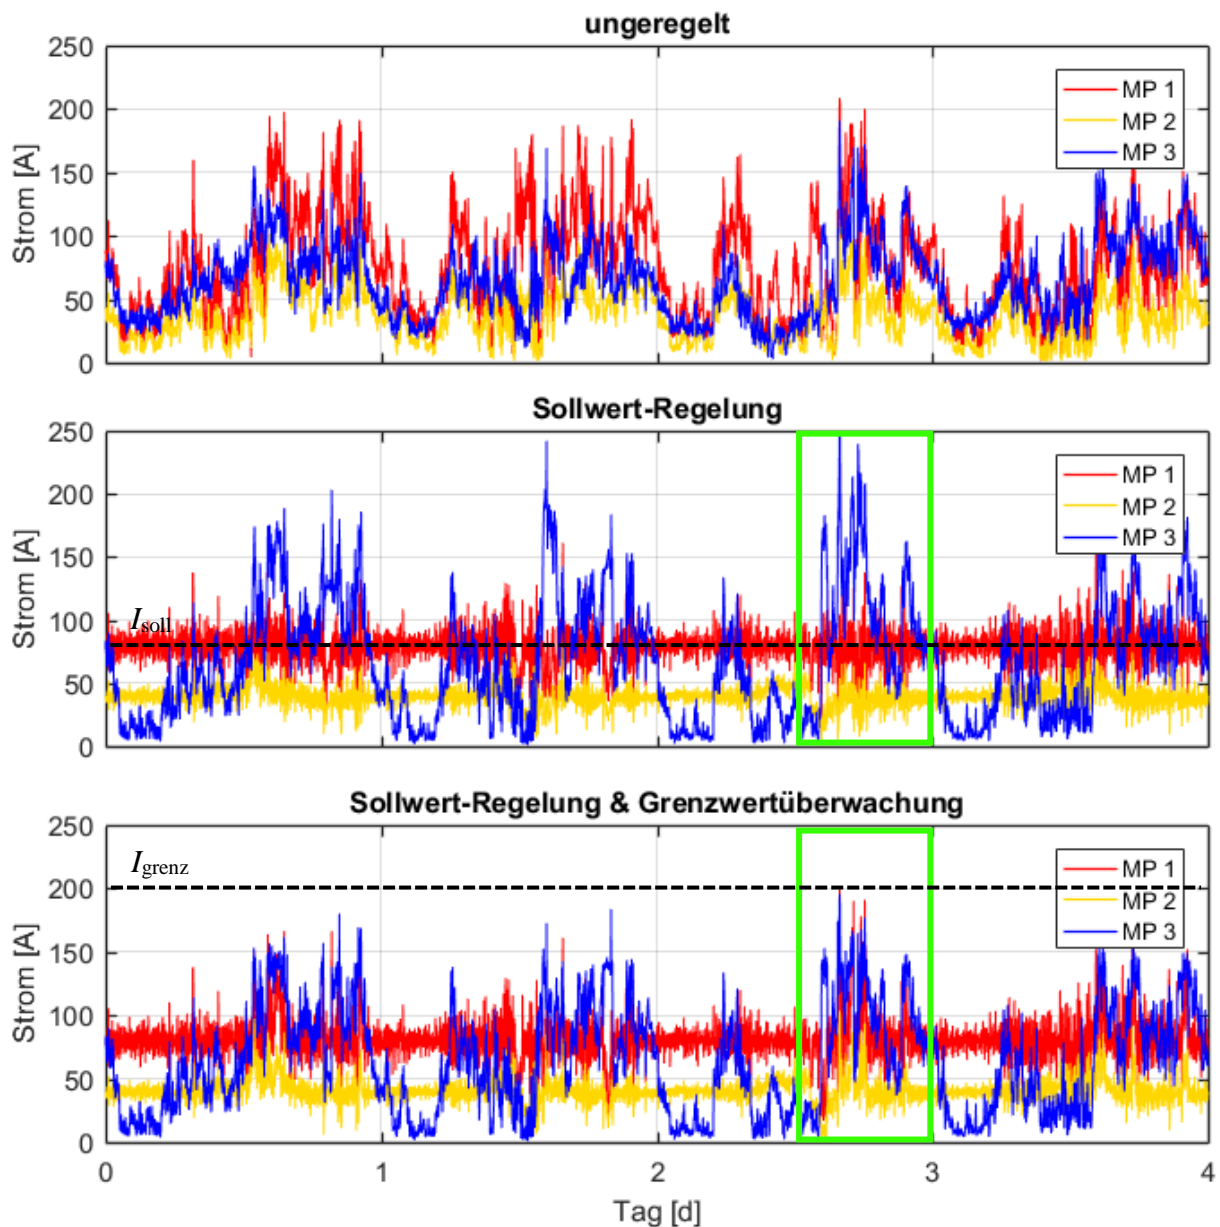 ungeregelt
250
200
150
100
50
0
Strom [A]
MP 1
MP 2
MP 3
Sollwert-Regelung
250
200
150
100
50
0
Strom [A]
I_soll
MP 1
MP 2
MP 3
Sollwert-Regelung & Grenzwertüberwachung
250
200
150
100
50
0
Strom [A]
I_grenz
MP 1
MP 2
MP 3
0 1 2 3 4
Tag [d]